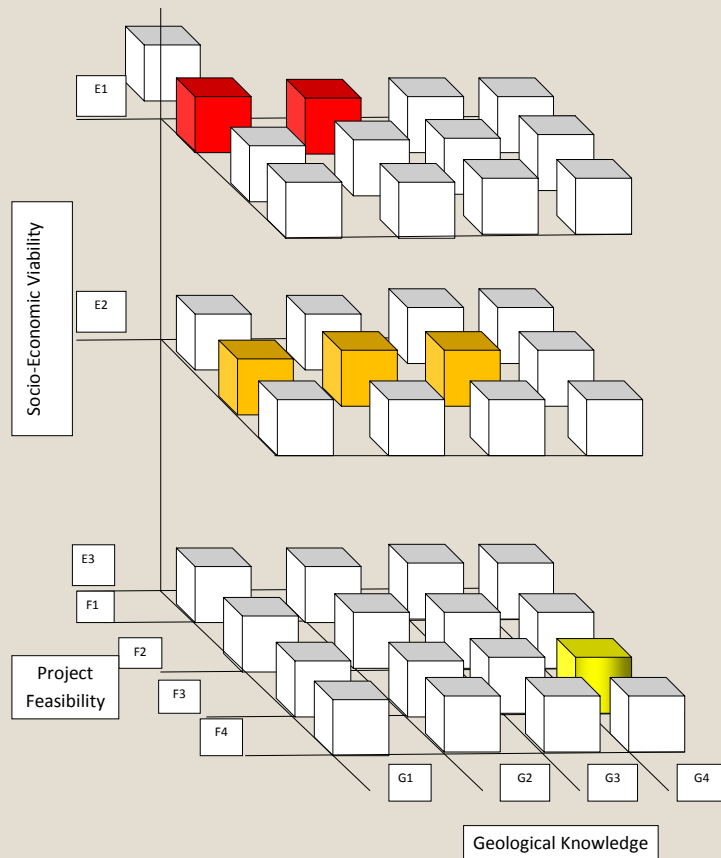 E1
Socio-Economic Viability
E2
E3
F1
F2
Project
Feasibility
F3
F4
G1
G2
G3
G4
Geological Knowledge